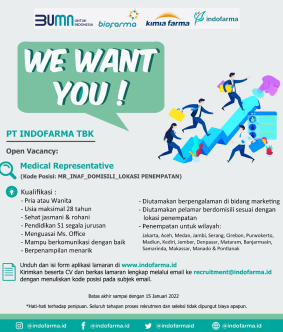 BUMN UNTUK INDONESIA biofarma kimia farma indofarma
WE WANT
YOU !
PT INDOFARMA TBK
Open Vacancy:
Medical Representative
(Kode Posisi: MR_INAF_DOMISILI_LOKASI PENEMPATAN)
Kualifikasi :
- Pria atau Wanita
- Usia maksimal 28 tahun
- Sehat jasmani & rohani
- Pendidikan S1 segala jurusan
- Menguasai Ms. Office
- Mampu berkomunikasi dengan baik
- Berpenampilan menarik
- Diutamakan berpengalaman di bidang marketing
- Diutamakan pelamar berdomisili sesuai dengan
lokasi penempatan
- Penempatan untuk wilayah:
Jakarta, Aceh, Medan, Jambi, Serang, Cirebon, Purwokerto,
Madiun, Kediri, Jember, Denpasar, Mataram, Banjarmasin,
Samarinda, Makassar, Manado & Pontianak
Unduh dan isi form aplikasi lamaran di www.indofarma.id
Kirimkan beserta CV dan berkas lamaran lengkap melalui email ke recruitment@indofarma.id
dengan menuliskan kode posisi pada subjek email.
Batas akhir sampai dengan 15 Januari 2022
*Hati-hati terhadap penipuan. Seluruh tahapan proses rekrutmen dan seleksi tidak dipungut biaya apapun.
@indofarma.id @indofarma.id @indofarmaid @indofarma.id